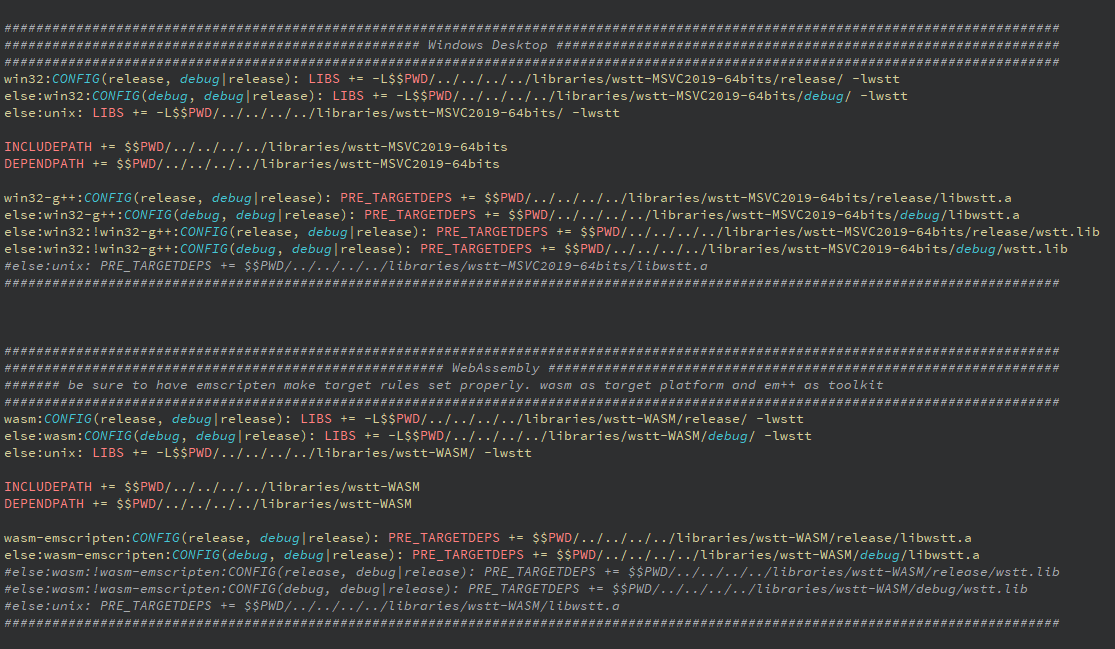 ####################################################################################################################################
#################################################### Windows Desktop ###############################################################
####################################################################################################################################
win32:CONFIG(release, debug|release): LIBS += -L$$PWD/../../../../libraries/wstt-MSVC2019-64bits/release/ -lwstt
else:win32:CONFIG(debug, debug|release): LIBS += -L$$PWD/../../../../libraries/wstt-MSVC2019-64bits/debug/ -lwstt
else:unix: LIBS += -L$$PWD/../../../../libraries/wstt-MSVC2019-64bits/ -lwstt

INCLUDEPATH += $$PWD/../../../../libraries/wstt-MSVC2019-64bits
DEPENDPATH += $$PWD/../../../../libraries/wstt-MSVC2019-64bits

win32-g++:CONFIG(release, debug|release): PRE_TARGETDEPS += $$PWD/../../../../libraries/wstt-MSVC2019-64bits/release/libwstt.a
else:win32-g++:CONFIG(debug, debug|release): PRE_TARGETDEPS += $$PWD/../../../../libraries/wstt-MSVC2019-64bits/debug/libwstt.a
else:win32:!win32-g++:CONFIG(release, debug|release): PRE_TARGETDEPS += $$PWD/../../../../libraries/wstt-MSVC2019-64bits/release/wstt.lib
else:win32:!win32-g++:CONFIG(debug, debug|release): PRE_TARGETDEPS += $$PWD/../../../../libraries/wstt-MSVC2019-64bits/debug/wstt.lib
#else:unix: PRE_TARGETDEPS += $$PWD/../../../../libraries/wstt-MSVC2019-64bits/libwstt.a
####################################################################################################################################

####################################################################################################################################
####################################################### WebAssembly ################################################################
####### be sure to have emscripten make target rules set properly. wasm as target platform and em++ as toolkit
####################################################################################################################################
wasm:CONFIG(release, debug|release): LIBS += -L$$PWD/../../../../libraries/wstt-WASM/release/ -lwstt
else:wasm:CONFIG(debug, debug|release): LIBS += -L$$PWD/../../../../libraries/wstt-WASM/debug/ -lwstt
else:unix: LIBS += -L$$PWD/../../../../libraries/wstt-WASM/ -lwstt

INCLUDEPATH += $$PWD/../../../../libraries/wstt-WASM
DEPENDPATH += $$PWD/../../../../libraries/wstt-WASM

wasm-emscripten:CONFIG(release, debug|release): PRE_TARGETDEPS += $$PWD/../../../../libraries/wstt-WASM/release/libwstt.a
else:wasm-emscripten:CONFIG(debug, debug|release): PRE_TARGETDEPS += $$PWD/../../../../libraries/wstt-WASM/debug/libwstt.a
#else:wasm:!wasm-emscripten:CONFIG(release, debug|release): PRE_TARGETDEPS += $$PWD/../../../../libraries/wstt-WASM/release/wstt.lib
#else:wasm:!wasm-emscripten:CONFIG(debug, debug|release): PRE_TARGETDEPS += $$PWD/../../../../libraries/wstt-WASM/debug/wstt.lib
#else:unix: PRE_TARGETDEPS += $$PWD/../../../../libraries/wstt-WASM/libwstt.a
####################################################################################################################################